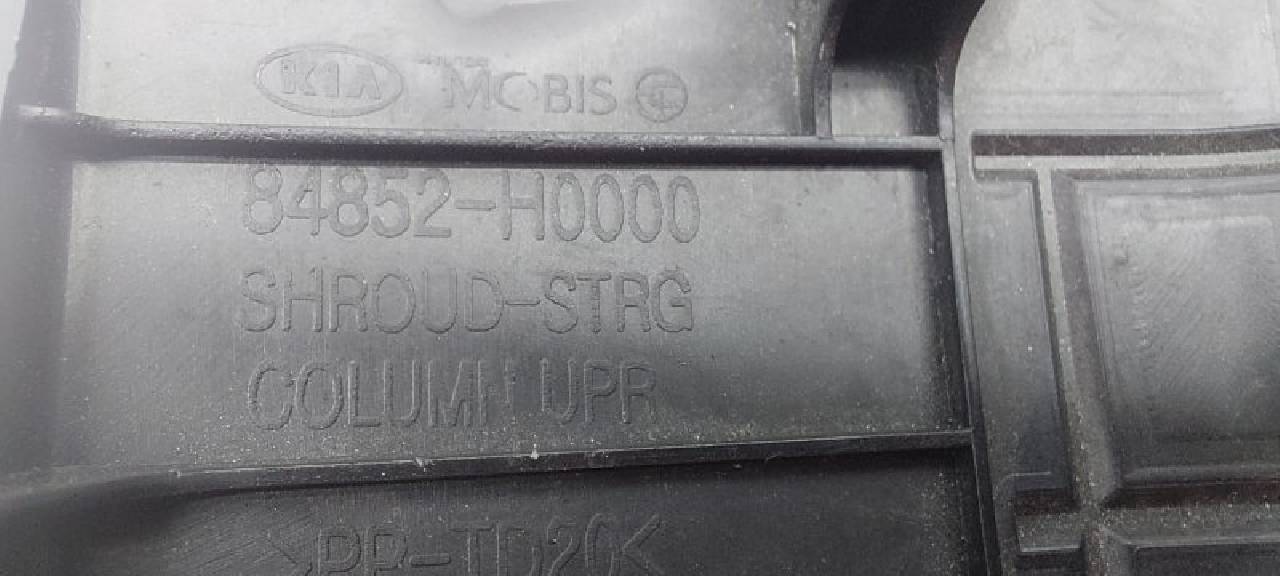 KIA MOBIS
84852-H0000
SHROUD-STRG
COLUMN UPR
>PP-TD20<